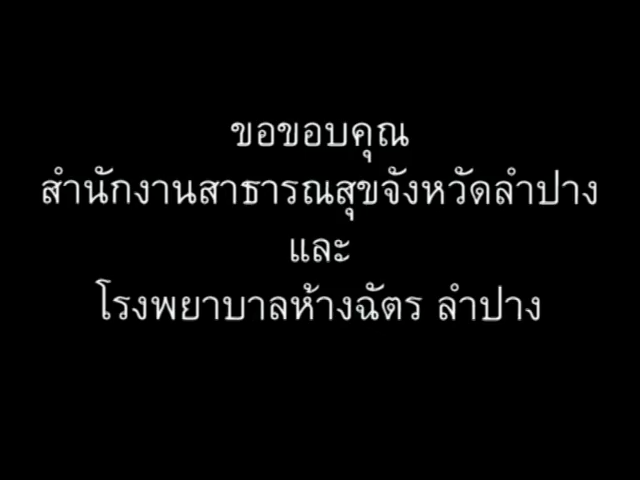 ขอขอบคุณ
สำนักงานสาธารณสุขจังหวัดลำปาง
และ
โรงพยาบาลห้างฉัตร ลำปาง